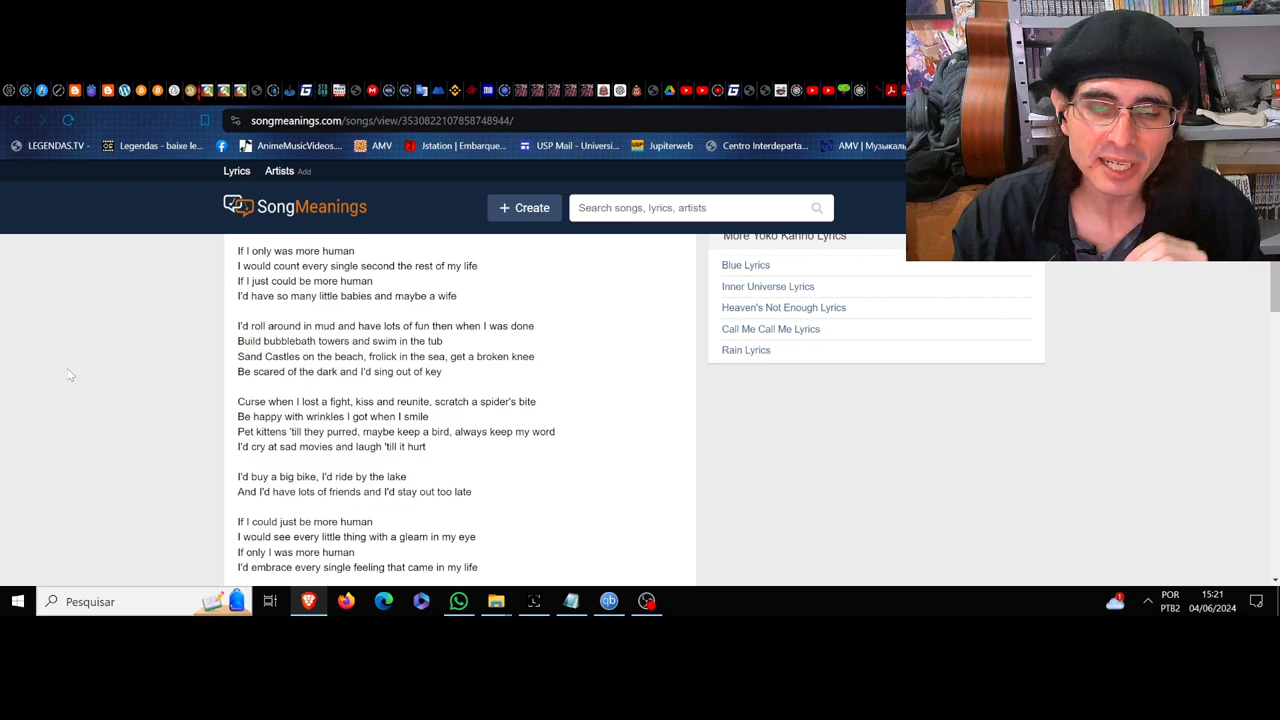 songmeanings.com/songs/view/3530822107858748944/
LEGENDAS.TV -
Legendas - baixe le...
AnimeMusicVideos....
AMV
Jstation | Embarque...
USP Mail - Universi...
Jupiterweb
Centro Interdeparta...
AMV | Музыкаль
Lyrics
Artists Add
SongMeanings
+ Create
Search songs, lyrics, artists
If I only was more human
I would count every single second the rest of my life
If I just could be more human
I'd have so many little babies and maybe a wife
I'd roll around in mud and have lots of fun then when I was done
Build bubblebath towers and swim in the tub
Sand Castles on the beach, frolick in the sea, get a broken knee
Be scared of the dark and I'd sing out of key
Curse when I lost a fight, kiss and reunite, scratch a spider's bite
Be happy with wrinkles I got when I smile
Pet kittens 'till they purred, maybe keep a bird, always keep my word
I'd cry at sad movies and laugh 'till it hurt
I'd buy a big bike, I'd ride by the lake
And I'd have lots of friends and I'd stay out too late
If I could just be more human
I would see every little thing with a gleam in my eye
If only I was more human
I'd embrace every single feeling that came in my life
More Yoko Kanno Lyrics
Blue Lyrics
Inner Universe Lyrics
Heaven's Not Enough Lyrics
Call Me Call Me Lyrics
Rain Lyrics
Pesquisar
1
POR
PTB2
15:21
04/06/2024